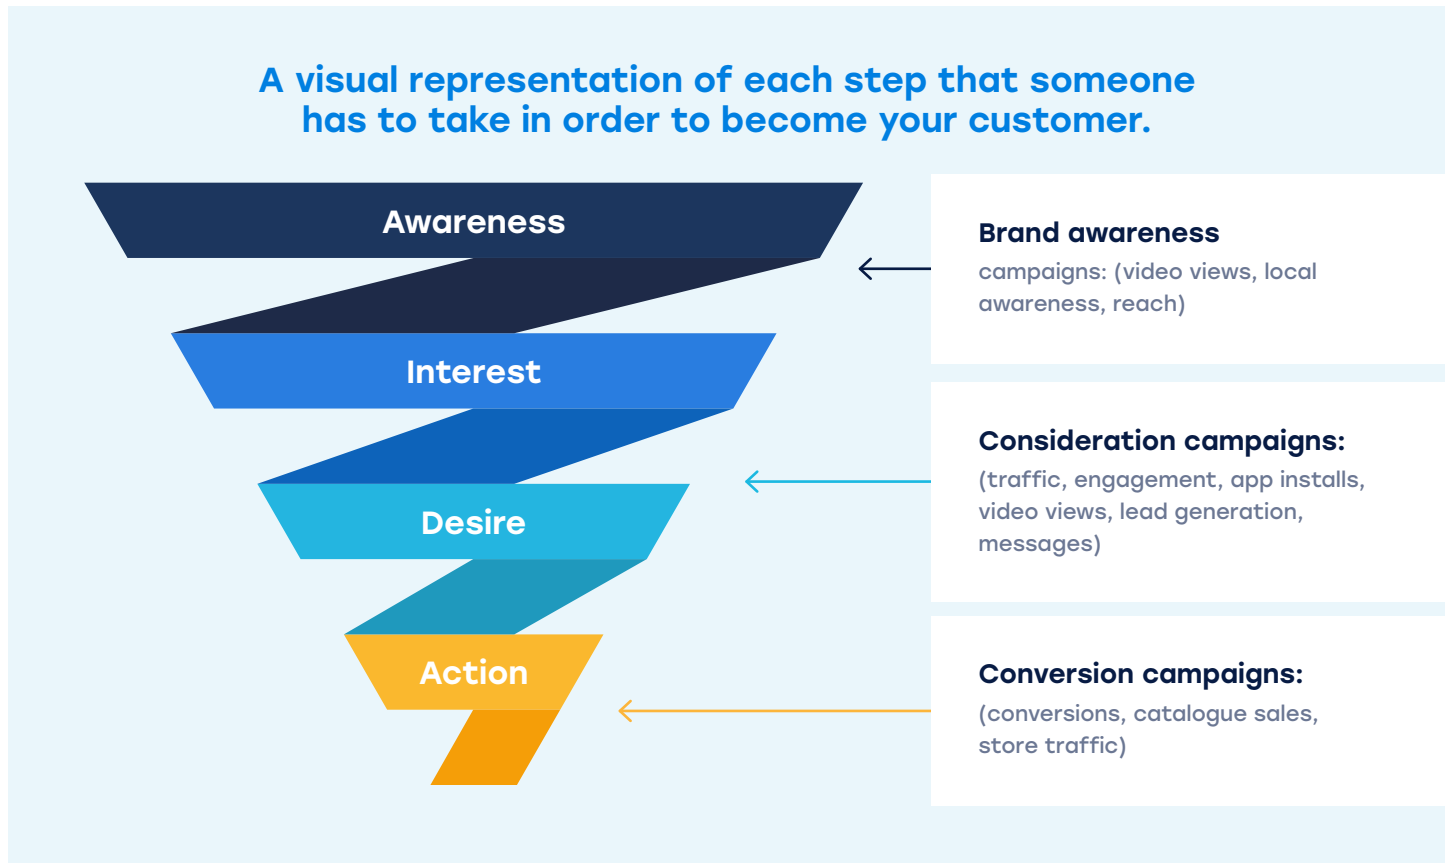 A visual representation of each step that someone
has to take in order to become your customer.
Awareness
Brand awareness
campaigns: (video views, local
awareness, reach)
Interest
Consideration campaigns:
(traffic, engagement, app installs,
video views, lead generation,
messages)
Desire
Action
Conversion campaigns:
(conversions, catalogue sales,
store traffic)